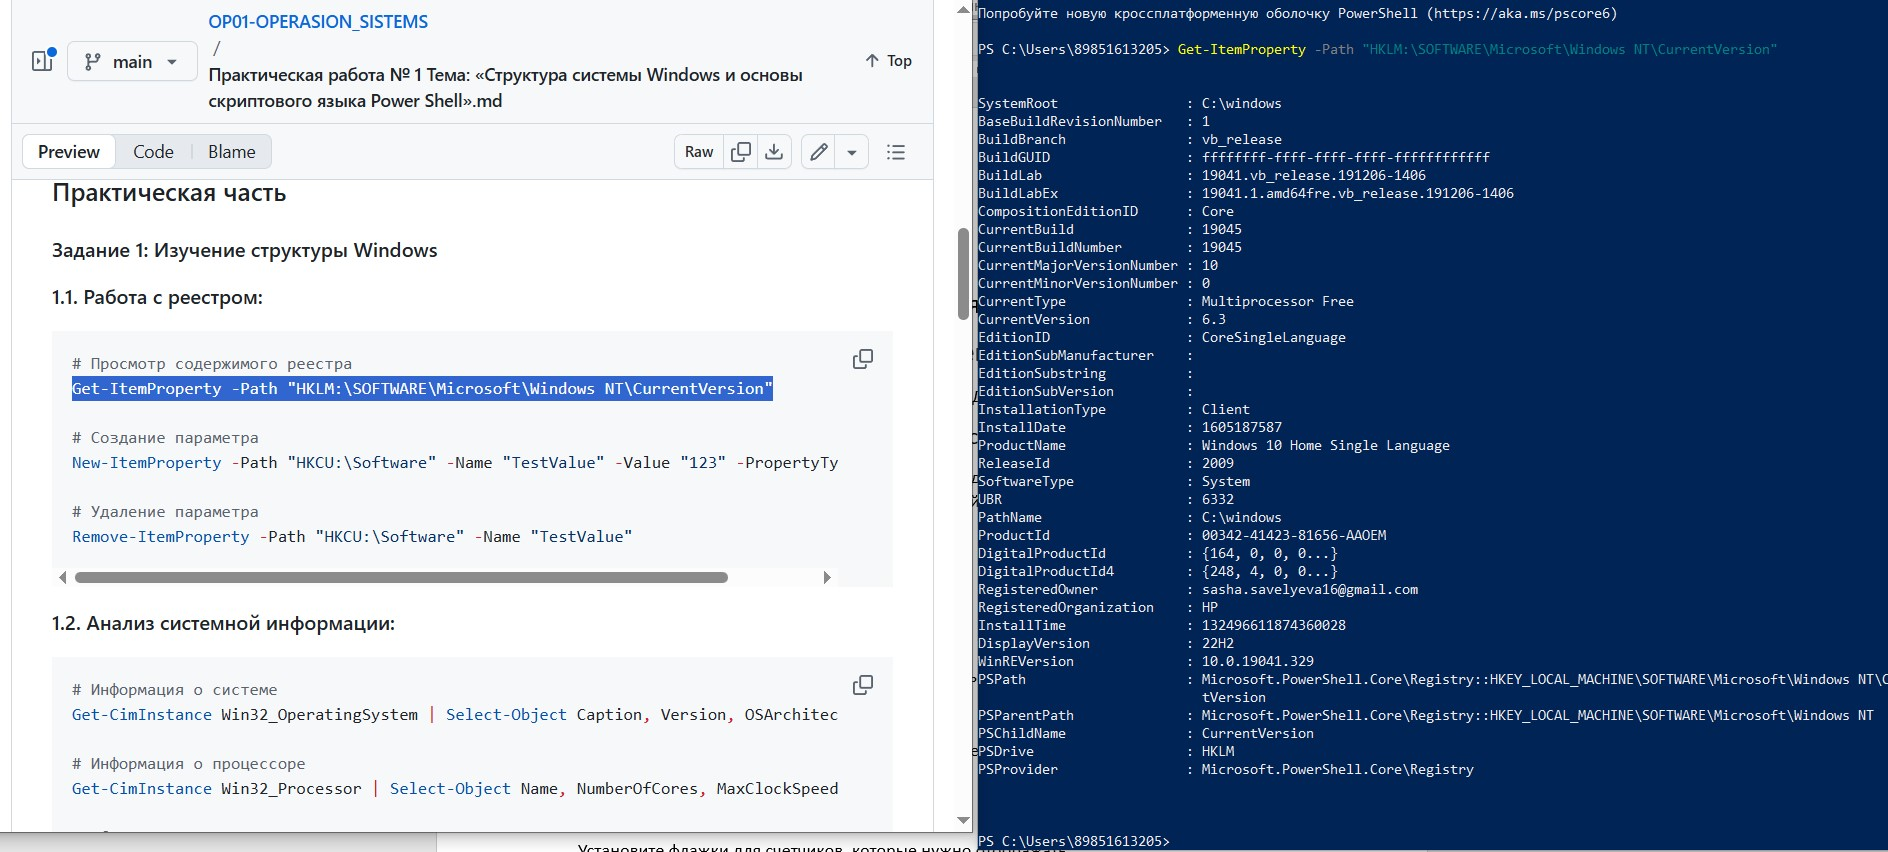 OP01-OPERASION_SISTEMS
/
main
Практическая работа № 1 Тема: «Структура системы Windows и основы
скриптового языка Power Shell».md
Top
Preview
Code
Blame
Raw
Практическая часть
Задание 1: Изучение структуры Windows
1.1. Работа с реестром:
# Просмотр содержимого реестра
Get-ItemProperty -Path "HKLM:\SOFTWARE\Microsoft\Windows NT\CurrentVersion"
# Создание параметра
New-ItemProperty -Path "HKCU:\Software" -Name "TestValue" -Value "123" -PropertyTy
# Удаление параметра
Remove-ItemProperty -Path "HKCU:\Software" -Name "TestValue"
1.2. Анализ системной информации:
# Информация о системе
Get-CimInstance Win32_OperatingSystem | Select-Object Caption, Version, OSArchitec
# Информация о процессоре
Get-CimInstance Win32_Processor | Select-Object Name, NumberOfCores, MaxClockSpeed
Установите флажки для счетчиков, которые нужно отображать
Попробуйте новую кроссплатформенную оболочку PowerShell (https://aka.ms/pscore6)
PS C:\Users\89851613205> Get-ItemProperty -Path "HKLM:\SOFTWARE\Microsoft\Windows NT\CurrentVersion"
SystemRoot : C:\windows
BaseBuildRevisionNumber : 1
BuildBranch : vb_release
BuildGUID : ffffffff-ffff-ffff-ffff-ffffffffffff
BuildLab : 19041.vb_release.191206-1406
BuildLabEx : 19041.1.amd64fre.vb_release.191206-1406
CompositionEditionID : Core
CurrentBuild : 19045
CurrentBuildNumber : 19045
CurrentMajorVersionNumber : 10
CurrentMinorVersionNumber : 0
CurrentType : Multiprocessor Free
CurrentVersion : 6.3
EditionID : CoreSingleLanguage
EditionSubManufacturer :
EditionSubstring :
EditionSubVersion :
InstallationType : Client
InstallDate : 1605187587
ProductName : Windows 10 Home Single Language
ReleaseId : 2009
SoftwareType : System
UBR : 6332
PathName : C:\windows
ProductId : 00342-41423-81656-AAOEM
DigitalProductId : {164, 0, 0, 0...}
DigitalProductId4 : {248, 4, 0, 0...}
RegisteredOwner : sasha.savelyeva16@gmail.com
RegisteredOrganization : HP
InstallTime : 132496611874360028
DisplayVersion : 22H2
WinREVersion : 10.0.19041.329
PSPath : Microsoft.PowerShell.Core\Registry::HKEY_LOCAL_MACHINE\SOFTWARE\Microsoft\Windows NT\C
tVersion
PSParentPath : Microsoft.PowerShell.Core\Registry::HKEY_LOCAL_MACHINE\SOFTWARE\Microsoft\Windows NT
PSChildName : CurrentVersion
PSDrive : HKLM
PSProvider : Microsoft.PowerShell.Core\Registry
PS C:\Users\89851613205>